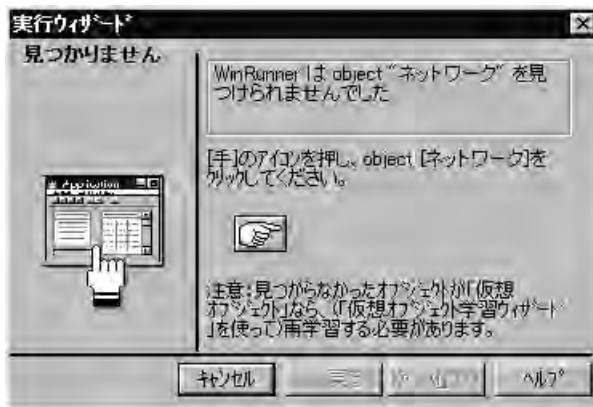 実行ウィザード
見つかりません
WinRunner は object "ネットワーク" を見
つけられませんでした
[手]のアイコンを押し、object [ネットワーク]を
クリックしてください。
Application
注意:見つからなかったオブジェクトが「仮想
オブジェクト」なら、(「仮想オブジェクト学習ウィザード
」を使って)再学習する必要があります。
キャンセル
ヘルプ